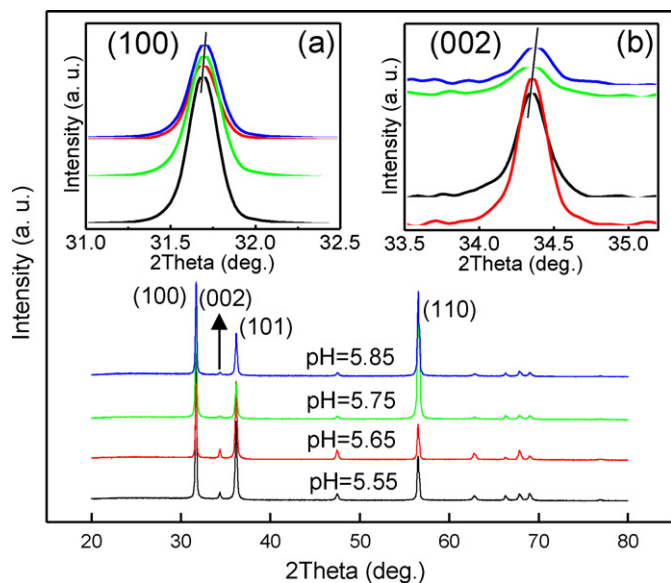 (100) (a)
Intensity (a. u.)
31.0 31.5 32.0 32.5
2Theta (deg.)
(002) (b)
Intensity (a. u.)
33.5 34.0 34.5 35.0
2Theta (deg.)
Intensity (a. u.)
(100) (002) (101) (110)
pH=5.85
pH=5.75
pH=5.65
pH=5.55
20 30 40 50 60 70 80
2Theta (deg.)